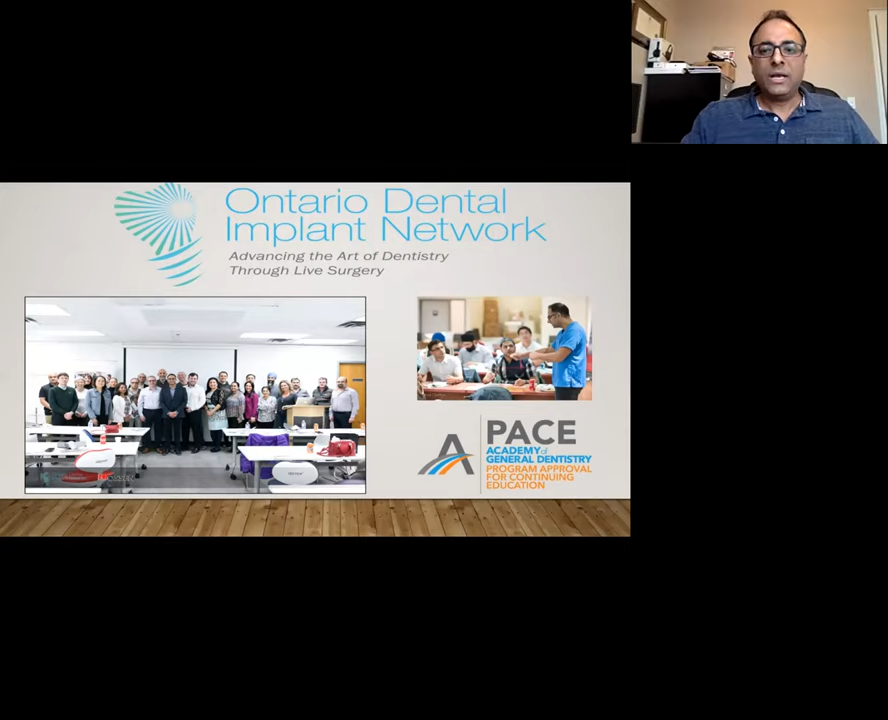 Ontario Dental
Implant Network
Advancing the Art of Dentistry
Through Live Surgery
PACE
ACADEMY of
GENERAL DENTISTRY
PROGRAM APPROVAL
FOR CONTINUING
EDUCATION